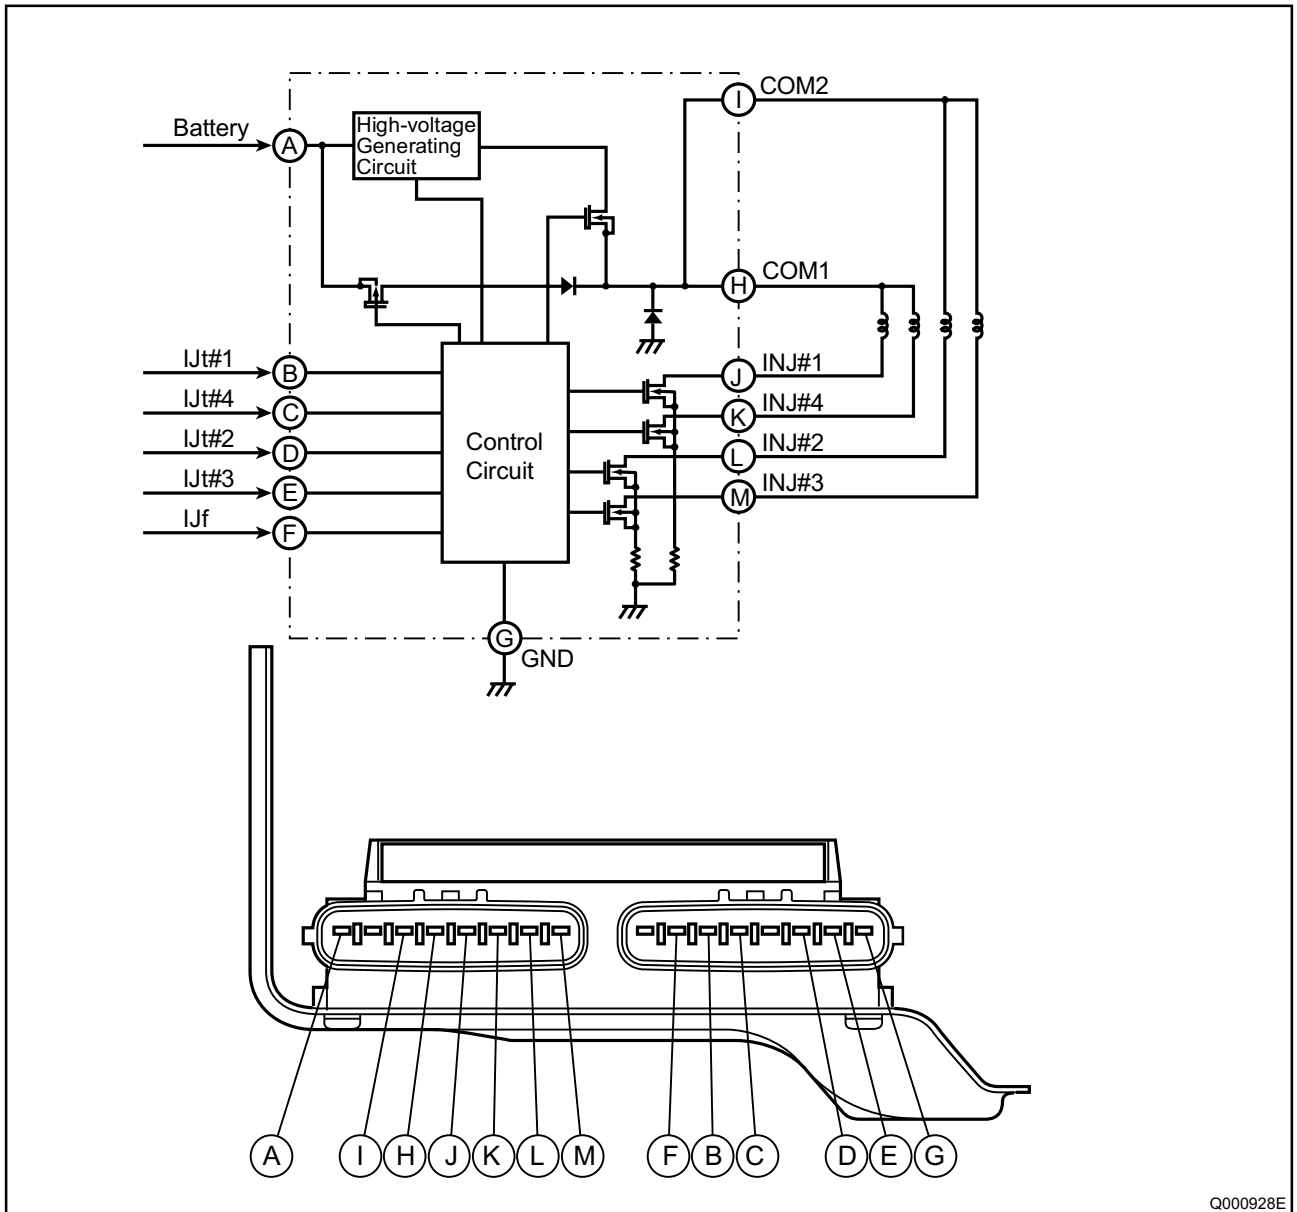 COM2
I
Battery
A
High-voltage
Generating
Circuit
COM1
H
IJt#1
B
IJt#4
C
IJt#2
D
IJt#3
E
IJf
F
Control
Circuit
INJ#1
J
INJ#4
K
INJ#2
L
INJ#3
M
G
GND
A I H J K L M F B C D E G
Q000928E